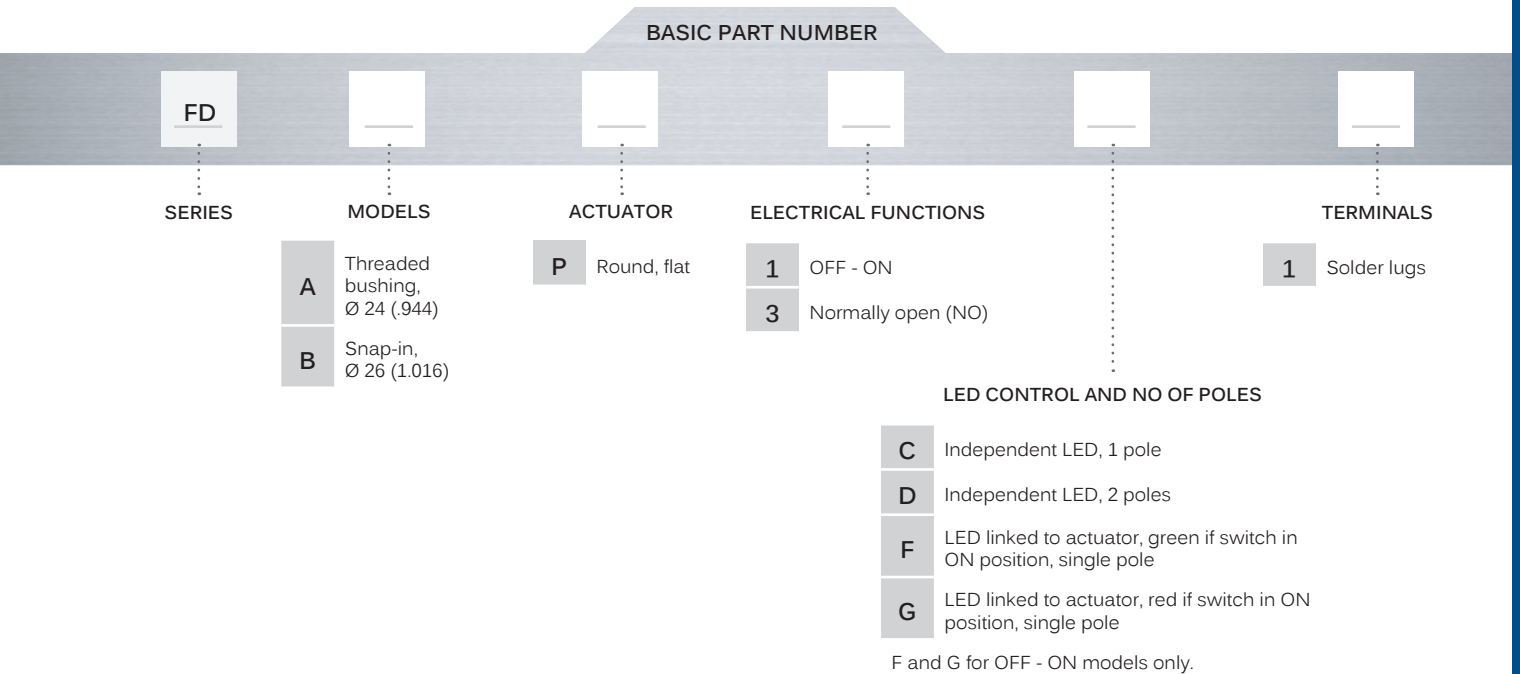 BASIC PART NUMBER
FD
SERIES
MODELS
ACTUATOR
ELECTRICAL FUNCTIONS
TERMINALS
A
Threaded
bushing,
Ø 24 (.944)
B
Snap-in,
Ø 26 (1.016)
P
Round, flat
1
OFF - ON
3
Normally open (NO)
1
Solder lugs
LED CONTROL AND NO OF POLES
C
Independent LED, 1 pole
D
Independent LED, 2 poles
F
LED linked to actuator, green if switch in
ON position, single pole
G
LED linked to actuator, red if switch in ON
position, single pole
F and G for OFF - ON models only.